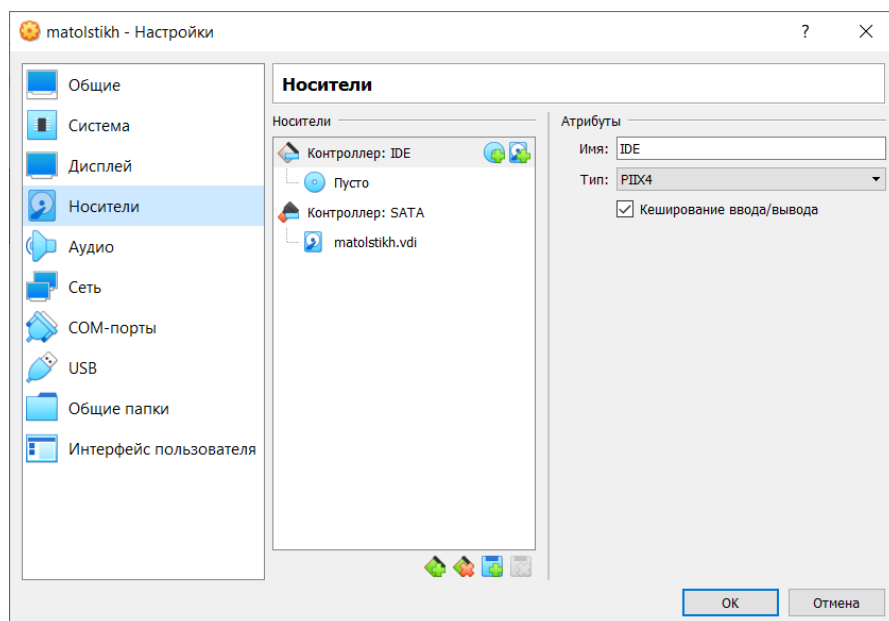 matolstikh - Настройки
?
Общие
Система
Дисплей
Носители
Аудио
Сеть
COM-порты
USB
Общие папки
Интерфейс пользователя
Носители
Носители
Контроллер: IDE
Пусто
Контроллер: SATA
matolstikh.vdi
Атрибуты
Имя: IDE
Тип: PIIX4
Кеширование ввода/вывода
OK
Отмена